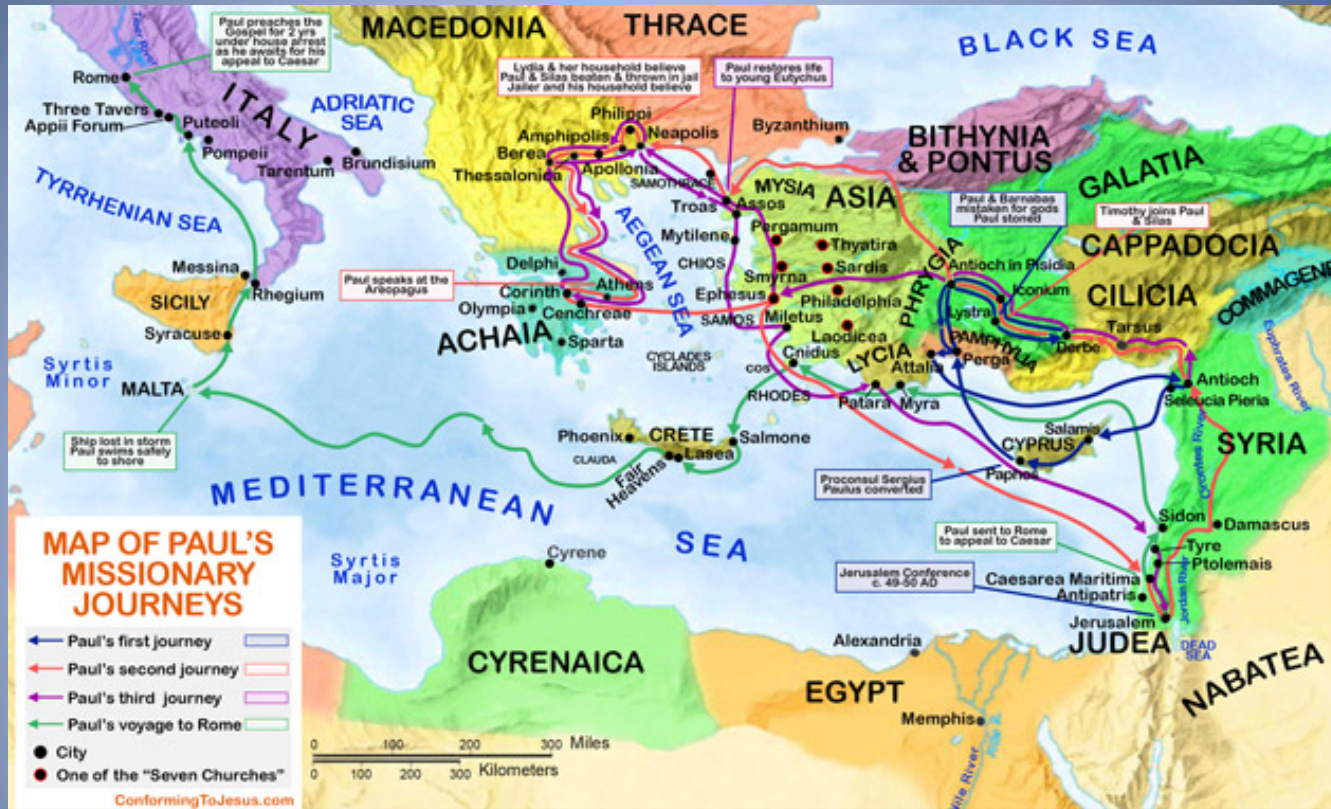 MACEDONIA
THRACE
BLACK SEA
Paul preaches the
Gospel for 2 yrs
under house arrest
as he awaits for his
appeal to Caesar
Lydia & her household believe
Paul & Silas beaten & thrown in jail
Jailer and his household believe
Paul restores life
to young Eutychus
Rome
ITALY
ADRIATIC
SEA
Three Tavers
Appii Forum
Puteoli
Pompeii
Tarentum
Brundisium
TYRRHENIAN SEA
Philippi
Amphipolis
Neapolis
Berea
Apollonia
Thessalonica
SAMOTHRACE
Byzanthium
BITHYNIA
& PONTUS
GALATIA
MYSIA
ASIA
Troas
Assos
Paul & Barnabas
mistaken for gods
Paul stoned
Timothy joins Paul
& Silas
CAPPADOCIA
AEGEAN SEA
Mytilene
Pergamum
Thyatira
CHIOS
Smyrna
Sardis
PHRYGIA
Antioch in Pisidia
Iconium
CILICIA
COMMAGENE
Messina
SICILY
Rhegium
Syracuse
Paul speaks at the
Areopagus
Delphi
Corinth
Athens
Olympia
Cenchreae
ACHAIA
Sparta
Ephesus
Philadelphia
SAMOS
Miletus
Laodicea
Lystra
PAMPHYLIA
Derbe
Tarsus
Euphrates River
CYCLADES
ISLANDS
Cnidus
COS
LYCIA
Attalia
Perga
Antioch
Seleucia Pieria
RHODES
Patara
Myra
Syrtis
Minor
MALTA
Ship lost in storm
Paul swims safely
to shore
Phoenix
CRETE
Salmone
CLAUDA
Lasea
Fair
Heavens
Salamis
CYPRUS
Paphos
Orontes River
SYRIA
Proconsul Sergius
Paulus converted
MEDITERRANEAN
SEA
Sidon
Damascus
Paul sent to Rome
to appeal to Caesar
Tyre
Ptolemais
Syrtis
Major
Cyrene
Jerusalem Conference
c. 49-50 AD
Caesarea Maritima
Antipatris
Jordan River
Jerusalem
JUDEA
DEAD
SEA
NABATEA
CYRENAICA
Alexandria
EGYPT
Memphis
Nile River
MAP OF PAUL'S
MISSIONARY
JOURNEYS
Paul's first journey
Paul's second journey
Paul's third journey
Paul's voyage to Rome
City
One of the "Seven Churches"
ConformingToJesus.com
0 100 200 300 Miles
0 100 200 300 Kilometers